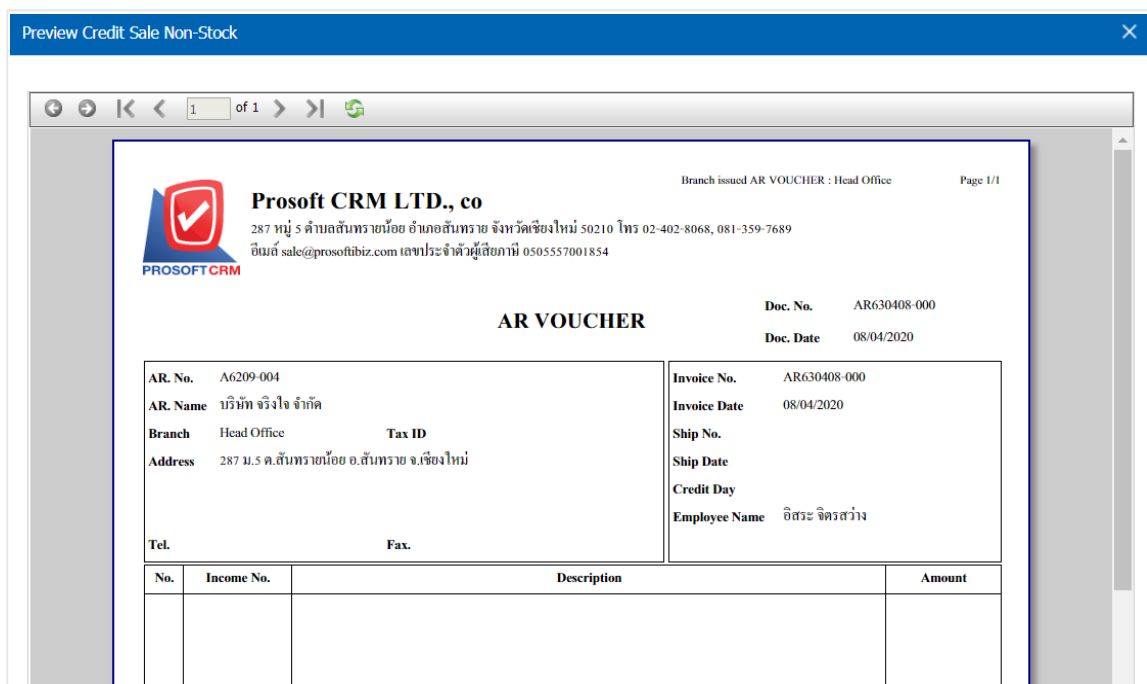 Preview Credit Sale Non-Stock
1 of 1
Branch issued AR VOUCHER : Head Office Page 1/1
Prosoft CRM LTD., co
287 หมู่ 5 ตำบลสันทรายน้อย อำเภอสันทราย จังหวัดเชียงใหม่ 50210 โทร 02-402-8068, 081-359-7689
อีเมล์ sale@prosoftibiz.com เลขประจำตัวผู้เสียภาษี 0505557001854
PROSOFT CRM
AR VOUCHER
Doc. No. AR630408-000
Doc. Date 08/04/2020
AR. No. A6209-004
AR. Name บริษัท จริงใจ จำกัด
Branch Head Office Tax ID
Address 287 ม.5 ต.สันทรายน้อย อ.สันทราย จ.เชียงใหม่
Tel. Fax.
Invoice No. AR630408-000
Invoice Date 08/04/2020
Ship No.
Ship Date
Credit Day
Employee Name อิสระ จิตรสว่าง
No. Income No. Description Amount